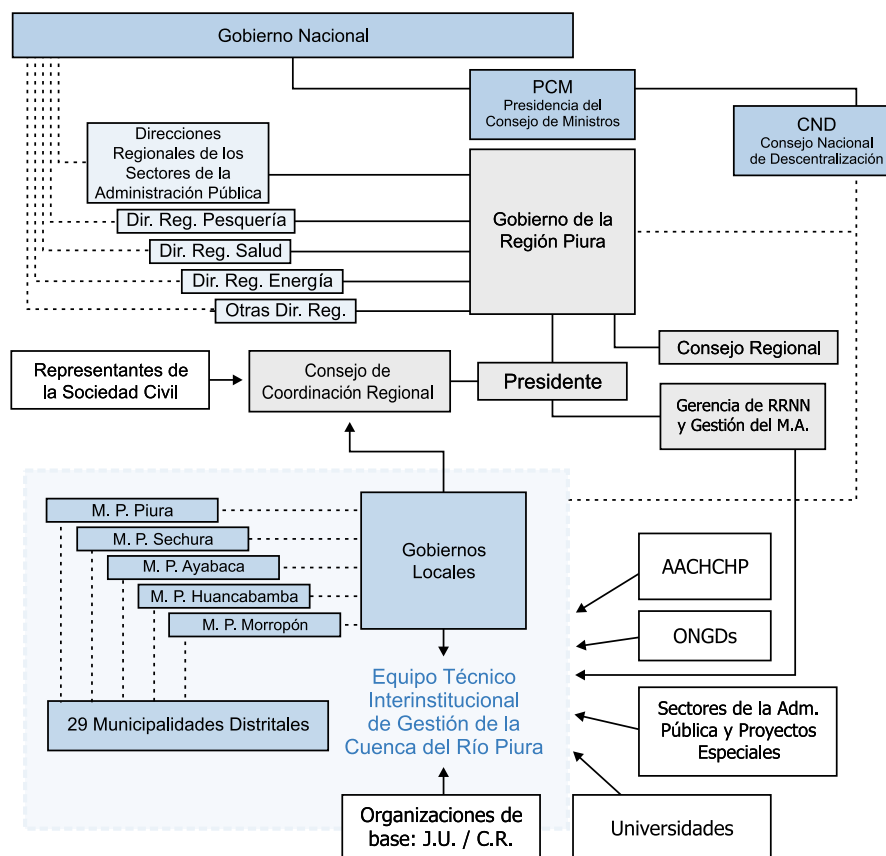 Gobierno Nacional
PCM
Presidencia del
Consejo de Ministros
CND
Consejo Nacional
de Descentralización
Direcciones
Regionales de los
Sectores de la
Administración Pública
Dir. Reg. Pesquería
Dir. Reg. Salud
Dir. Reg. Energía
Otras Dir. Reg.
Gobierno de la
Región Piura
Consejo Regional
Representantes de
la Sociedad Civil
Consejo de
Coordinación Regional
Presidente
Gerencia de RRNN
y Gestión del M.A.
M. P. Piura
M. P. Sechura
M. P. Ayabaca
M. P. Huancabamba
M. P. Morropón
Gobiernos
Locales
AACHCHP
ONGDs
Equipo Técnico
Interinstitucional
de Gestión de la
Cuenca del Río Piura
29 Municipalidades Distritales
Sectores de la Adm.
Pública y Proyectos
Especiales
Organizaciones de
base: J.U. / C.R.
Universidades